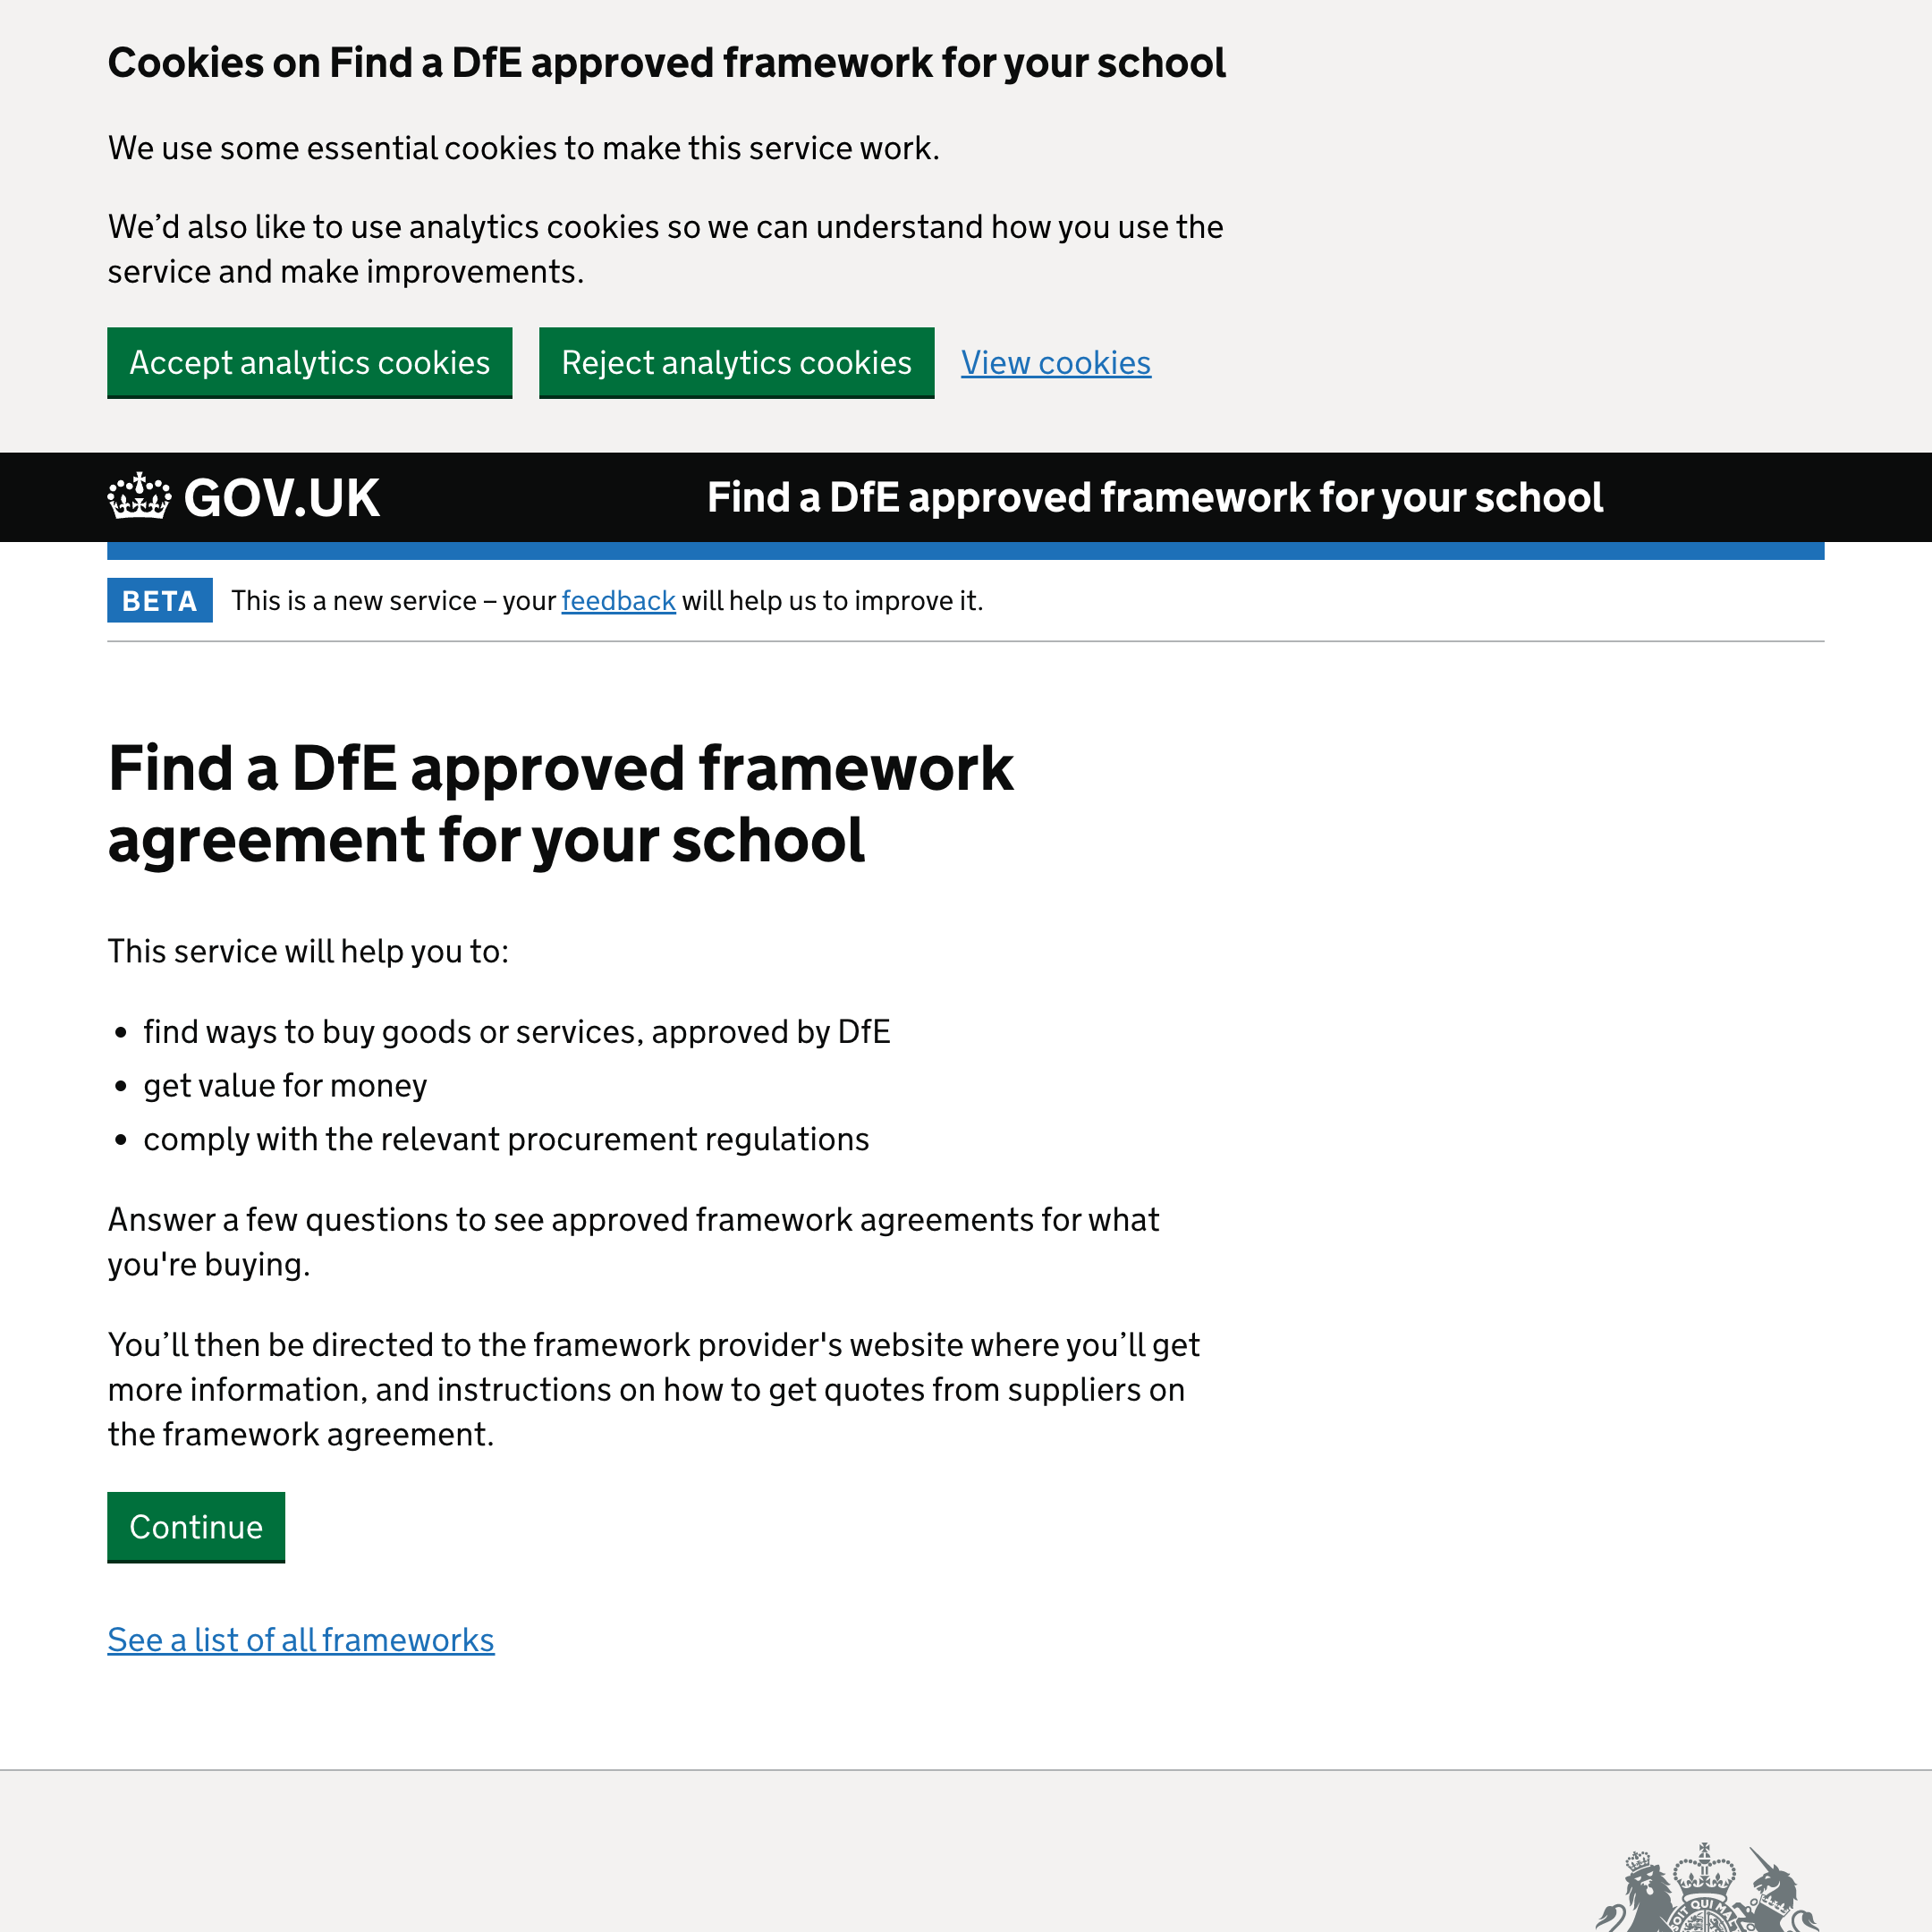 Cookies on Find a DfE approved framework for your school
We use some essential cookies to make this service work.
We’d also like to use analytics cookies so we can understand how you use the
service and make improvements.
Accept analytics cookies
Reject analytics cookies
View cookies
GOV.UK
Find a DfE approved framework for your school
BETA
This is a new service – your feedback will help us to improve it.
Find a DfE approved framework
agreement for your school
This service will help you to:
• find ways to buy goods or services, approved by DfE
• get value for money
• comply with the relevant procurement regulations
Answer a few questions to see approved framework agreements for what
you're buying.
You’ll then be directed to the framework provider's website where you’ll get
more information, and instructions on how to get quotes from suppliers on
the framework agreement.
Continue
See a list of all frameworks